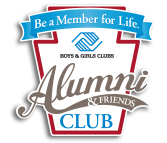 Be a Member for Life.
BOYS & GIRLS CLUBS
Alumni
& FRIENDS
CLUB